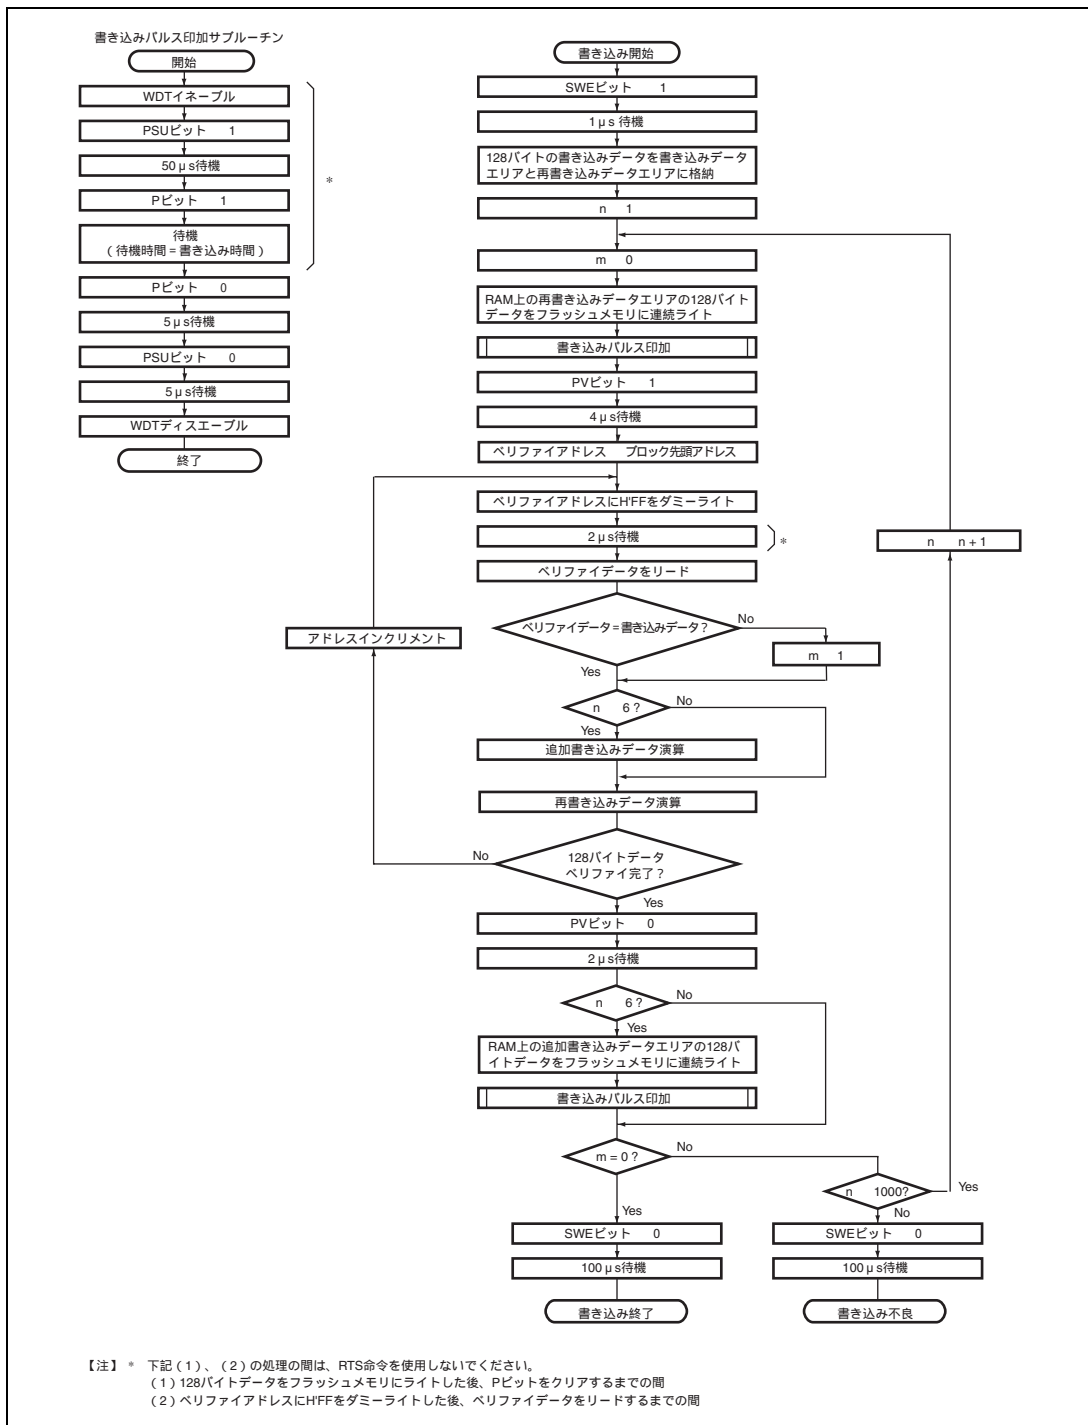 書き込みパルス印加サブルーチン
開始
WDTイネーブル
PSUビット 1
50μs待機
Pビット 1
待機
(待機時間=書き込み時間)
*
Pビット 0
5μs待機
PSUビット 0
5μs待機
WDTディスエーブル
終了
書き込み開始
SWEビット 1
1μs 待機
128バイトの書き込みデータを書き込みデータ
エリアと再書き込みデータエリアに格納
n 1
m 0
RAM上の再書き込みデータエリアの128バイト
データをフラッシュメモリに連続ライト
書き込みパルス印加
PVビット 1
4μs待機
ベリファイアドレス ブロック先頭アドレス
ベリファイアドレスにH'FFをダミーライト
2μs待機
*
ベリファイデータをリード
ベリファイデータ=書き込みデータ?
No
m 1
Yes
n 6?
No
Yes
追加書き込みデータ演算
再書き込みデータ演算
128バイトデータ
ベリファイ完了?
No
アドレスインクリメント
Yes
PVビット 0
2μs待機
n 6?
No
Yes
RAM上の追加書き込みデータエリアの128バ
イトデータをフラッシュメモリに連続ライト
書き込みパルス印加
m = 0?
No
n 1000?
Yes
n n + 1
Yes
SWEビット 0
100μs待機
書き込み終了
No
SWEビット 0
100μs待機
書き込み不良
【注】 * 下記(1)、(2)の処理の間は、RTS命令を使用しないでください。
(1)128バイトデータをフラッシュメモリにライトした後、Pビットをクリアするまでの間
(2)ベリファイアドレスにH'FFをダミーライトした後、ベリファイデータをリードするまでの間